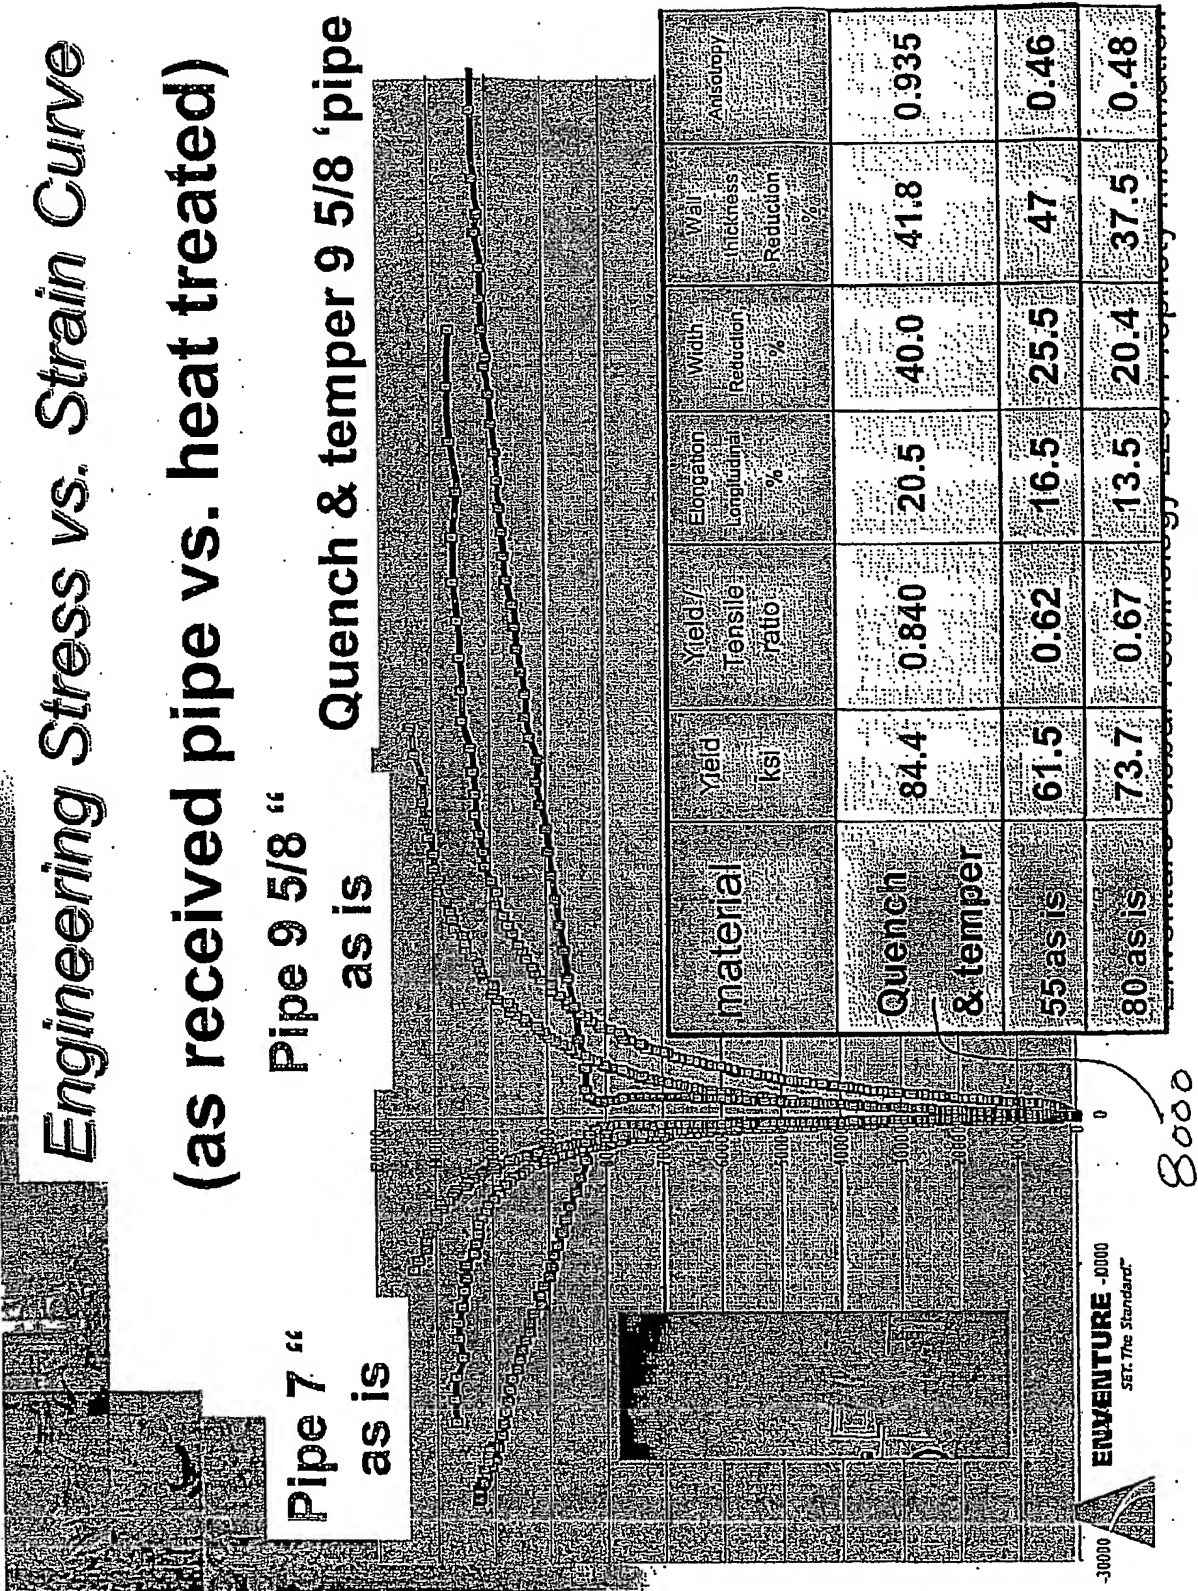 Engineering Stress vs. Strain Curve
(as received pipe vs. heat treated)
Pipe 7 “
as is
Pipe 9 5/8 “
as is
Quench & temper 9 5/8 ‘pipe
material
Yield
ksi
Yield /
Tensile
ratio
Elongation
Longitudinal
%
Width
Reduction
%
Wall
Thickness
Reduction
%
Anisotropy
Quench
& temper
84.4
0.840
20.5
40.0
41.8
0.935
55 as is
61.5
0.62
16.5
25.5
47
0.46
80 as is
73.7
0.67
13.5
20.4
37.5
0.48
-30000
-10000
0
ENVENTURE
SET. The Standard.™
8000